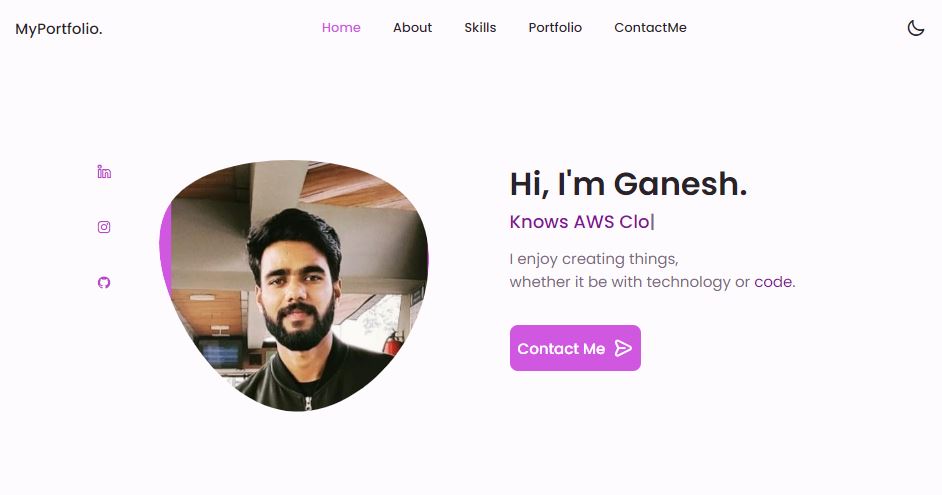 MyPortfolio.
Home About Skills Portfolio ContactMe
Hi, I'm Ganesh.
Knows AWS Clo|
I enjoy creating things,
whether it be with technology or code.
Contact Me